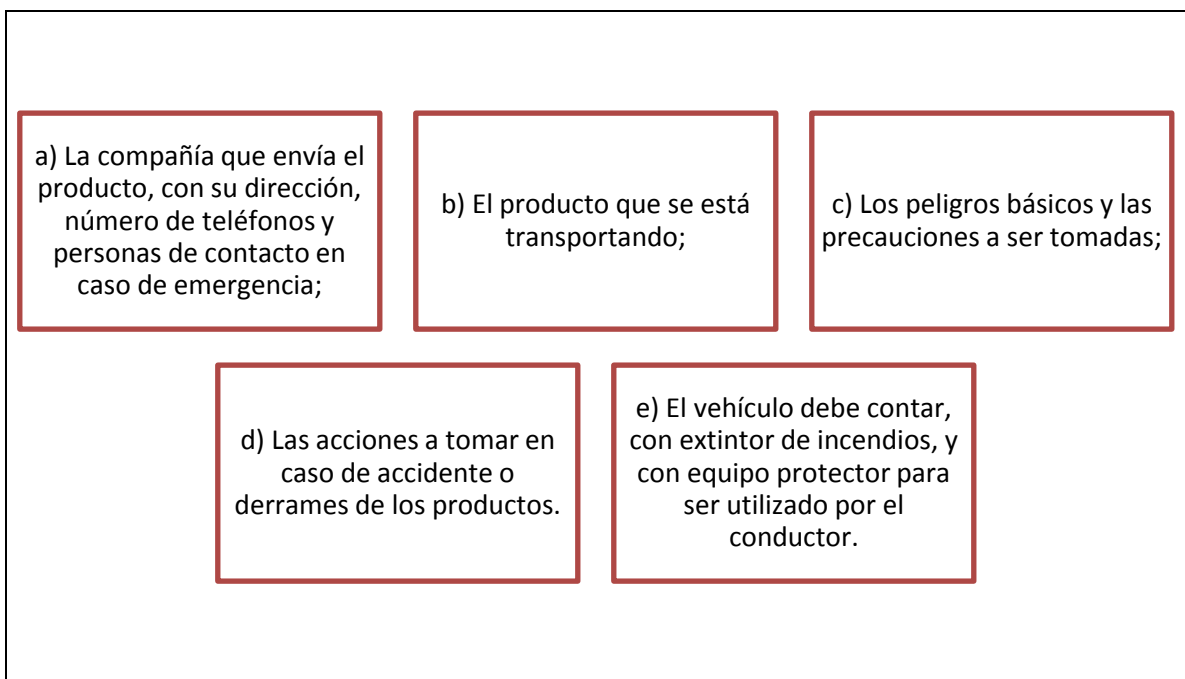 a) La compañía que envía el
producto, con su dirección,
número de teléfonos y
personas de contacto en
caso de emergencia;
b) El producto que se está
transportando;
c) Los peligros básicos y las
precauciones a ser tomadas;
d) Las acciones a tomar en
caso de accidente o
derrames de los productos.
e) El vehículo debe contar,
con extintor de incendios, y
con equipo protector para
ser utilizado por el
conductor.